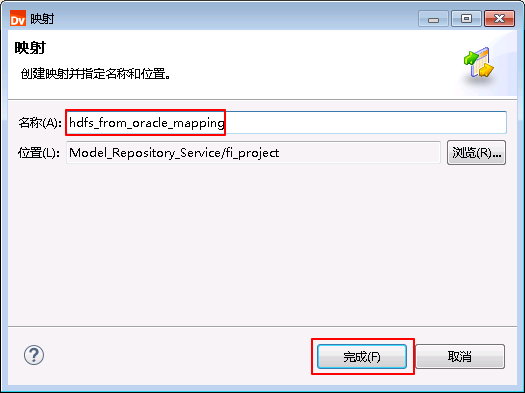 Dv 映射
映射
创建映射并指定名称和位置。
名称(A): hdfs_from_oracle_mapping
位置(L): Model_Repository_Service/fi_project 浏览(R)...
? 完成(F) 取消